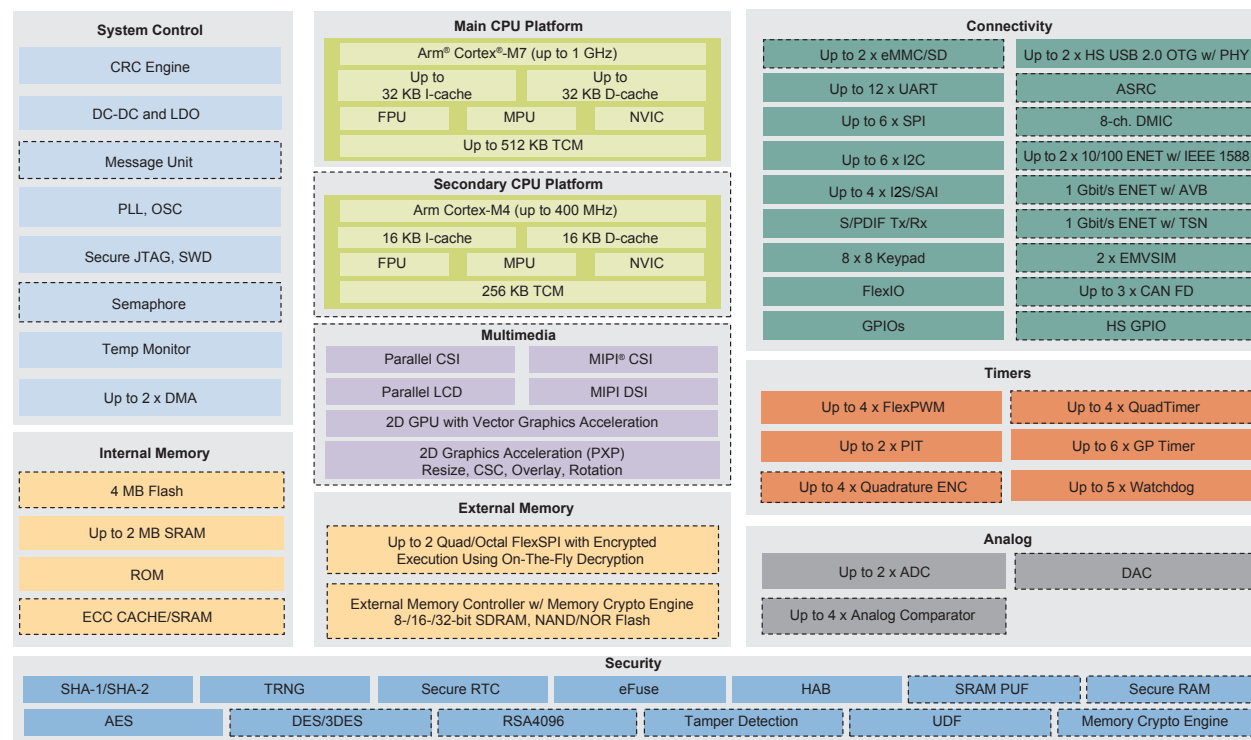 System Control
CRC Engine
DC-DC and LDO
Message Unit
PLL, OSC
Secure JTAG, SWD
Semaphore
Temp Monitor
Up to 2 x DMA
Internal Memory
4 MB Flash
Up to 2 MB SRAM
ROM
ECC CACHE/SRAM
Main CPU Platform
Arm® Cortex®-M7 (up to 1 GHz)
Up to
32 KB I-cache
Up to
32 KB D-cache
FPU
MPU
NVIC
Up to 512 KB TCM
Secondary CPU Platform
Arm Cortex-M4 (up to 400 MHz)
16 KB I-cache
16 KB D-cache
FPU
MPU
NVIC
256 KB TCM
Multimedia
Parallel CSI
MIPI® CSI
Parallel LCD
MIPI DSI
2D GPU with Vector Graphics Acceleration
2D Graphics Acceleration (PXP)
Resize, CSC, Overlay, Rotation
External Memory
Up to 2 Quad/Octal FlexSPI with Encrypted
Execution Using On-The-Fly Decryption
External Memory Controller w/ Memory Crypto Engine
8-/16-/32-bit SDRAM, NAND/NOR Flash
Connectivity
Up to 2 x eMMC/SD
Up to 2 x HS USB 2.0 OTG w/ PHY
Up to 12 x UART
ASRC
Up to 6 x SPI
8-ch. DMIC
Up to 6 x I2C
Up to 2 x 10/100 ENET w/ IEEE 1588
Up to 4 x I2S/SAI
1 Gbit/s ENET w/ AVB
S/PDIF Tx/Rx
1 Gbit/s ENET w/ TSN
8 x 8 Keypad
2 x EMVSIM
FlexIO
Up to 3 x CAN FD
GPIOs
HS GPIO
Timers
Up to 4 x FlexPWM
Up to 4 x QuadTimer
Up to 2 x PIT
Up to 6 x GP Timer
Up to 4 x Quadrature ENC
Up to 5 x Watchdog
Analog
Up to 2 x ADC
DAC
Up to 4 x Analog Comparator
Security
SHA-1/SHA-2
TRNG
Secure RTC
eFuse
HAB
SRAM PUF
Secure RAM
AES
DES/3DES
RSA4096
Tamper Detection
UDF
Memory Crypto Engine